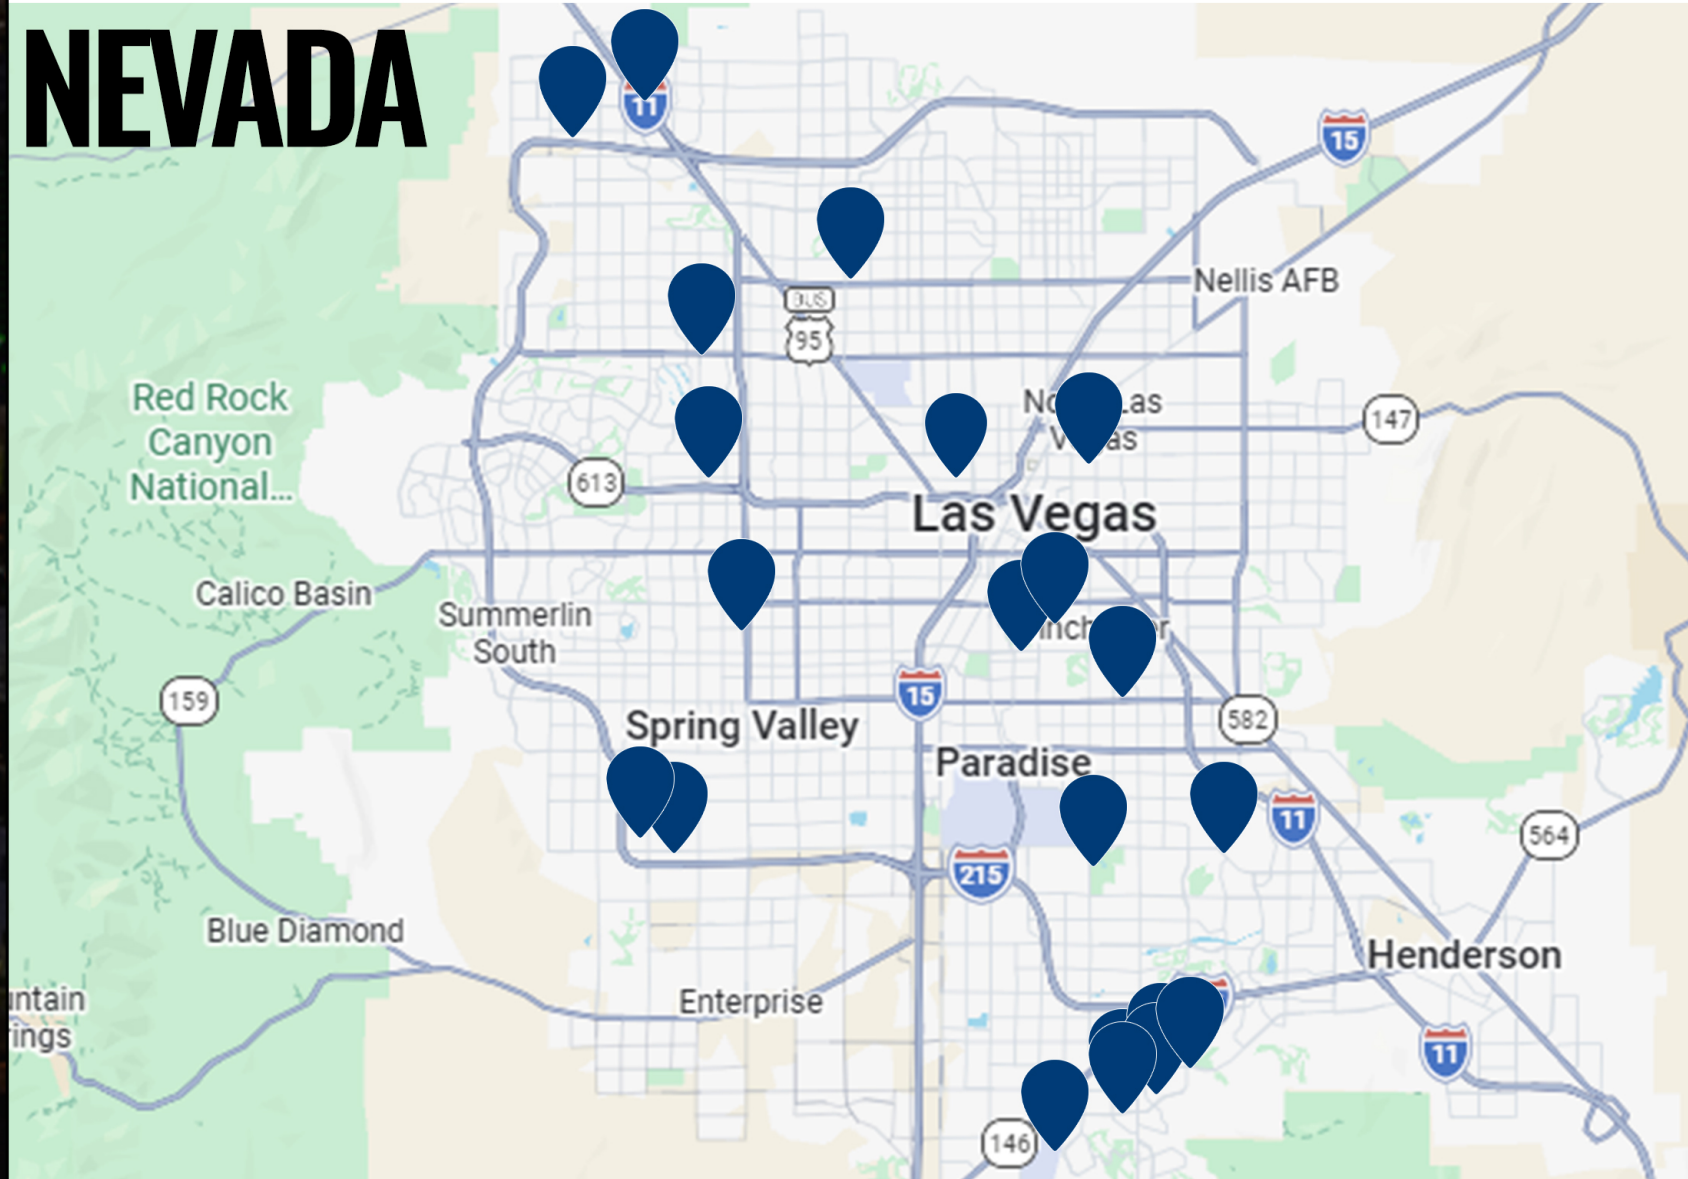 NEVADA
11
15
Nellis AFB
BUS
95
Red Rock
Canyon
National...
147
613
Las Vegas
Calico Basin
Summerlin
South
159
15
582
Spring Valley
Paradise
11
564
215
Blue Diamond
Henderson
Enterprise
11
146